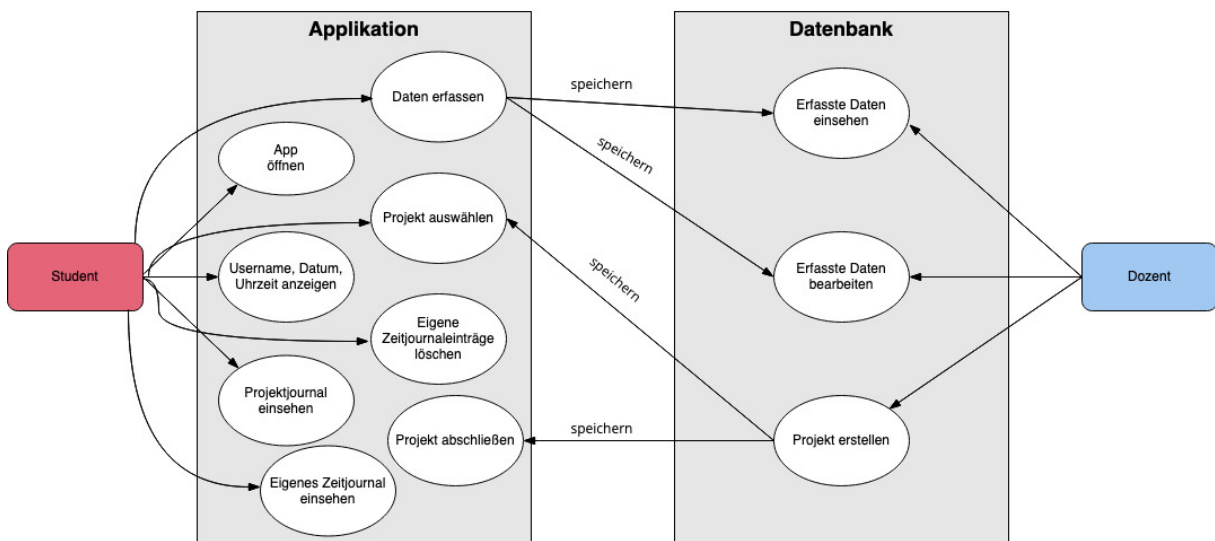 Applikation
Datenbank
Daten erfassen
speichern
Erfasste Daten
einsehen
App
öffnen
speichern
Projekt auswählen
Student
Username, Datum,
Uhrzeit anzeigen
speichern
Erfasste Daten
bearbeiten
Dozent
Eigene
Zeitjournaleinträge
löschen
Projektjournal
einsehen
Projekt abschließen
speichern
Projekt erstellen
Eigenes Zeitjournal
einsehen